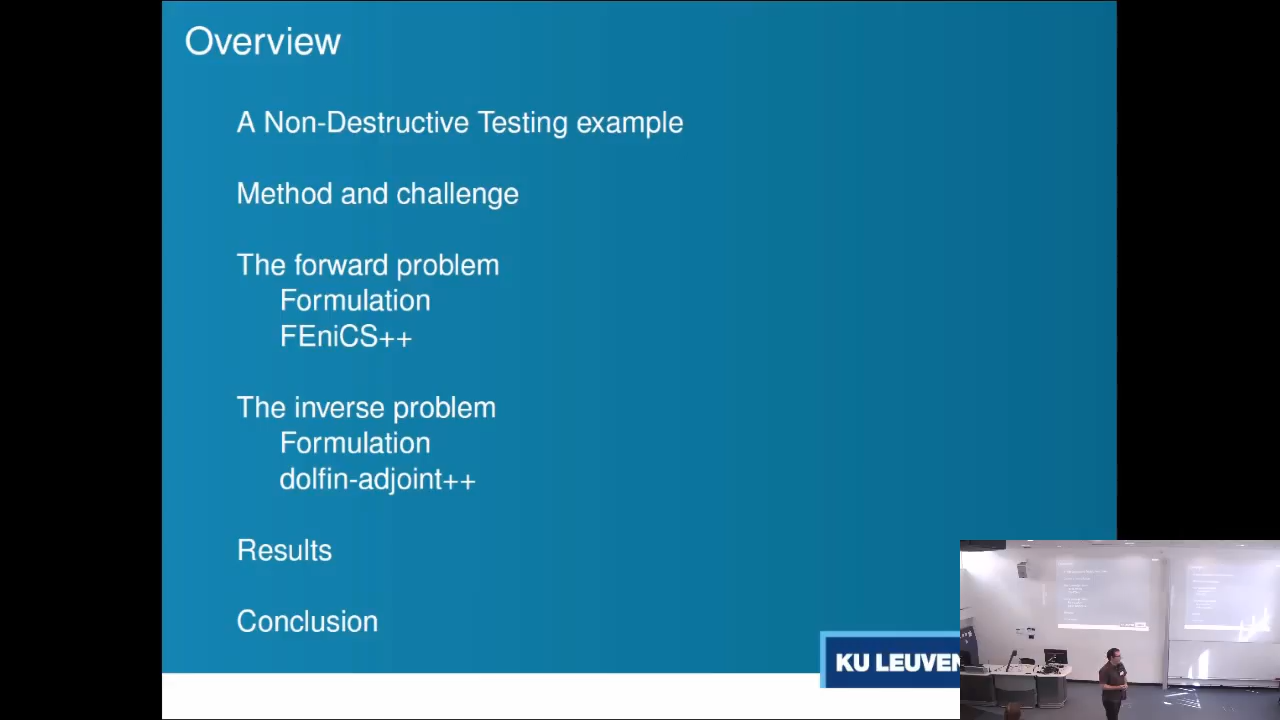 Overview
A Non-Destructive Testing example
Method and challenge
The forward problem
Formulation
FEniCS++
The inverse problem
Formulation
dolfin-adjoint++
Results
Conclusion
KU LEUVEN